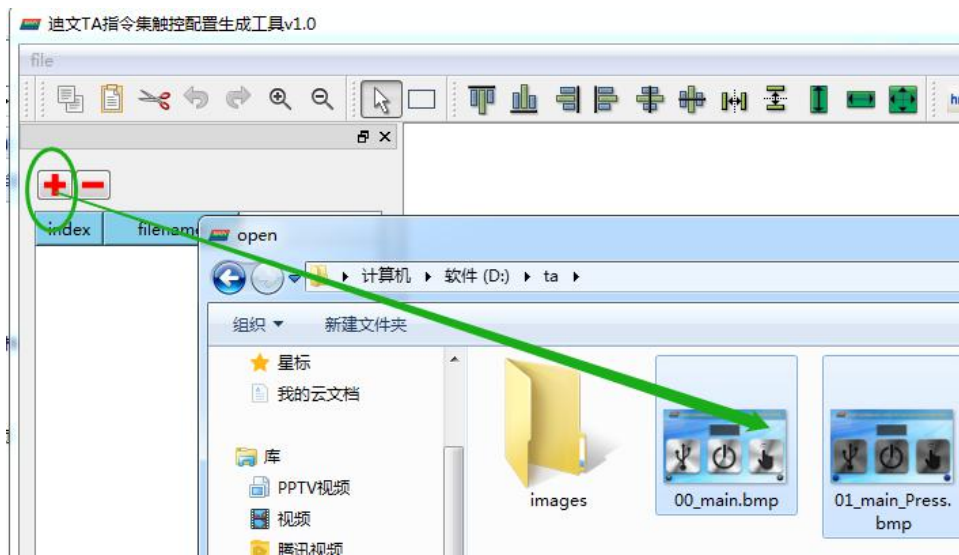 迪文TA指令集触控配置生成工具v1.0
file
index filename
open
计算机 软件 (D:) ta
组织 新建文件夹
星标
我的云文档
库
PPTV视频
视频
腾讯视频
images
00_main.bmp
01_main_Press.
bmp